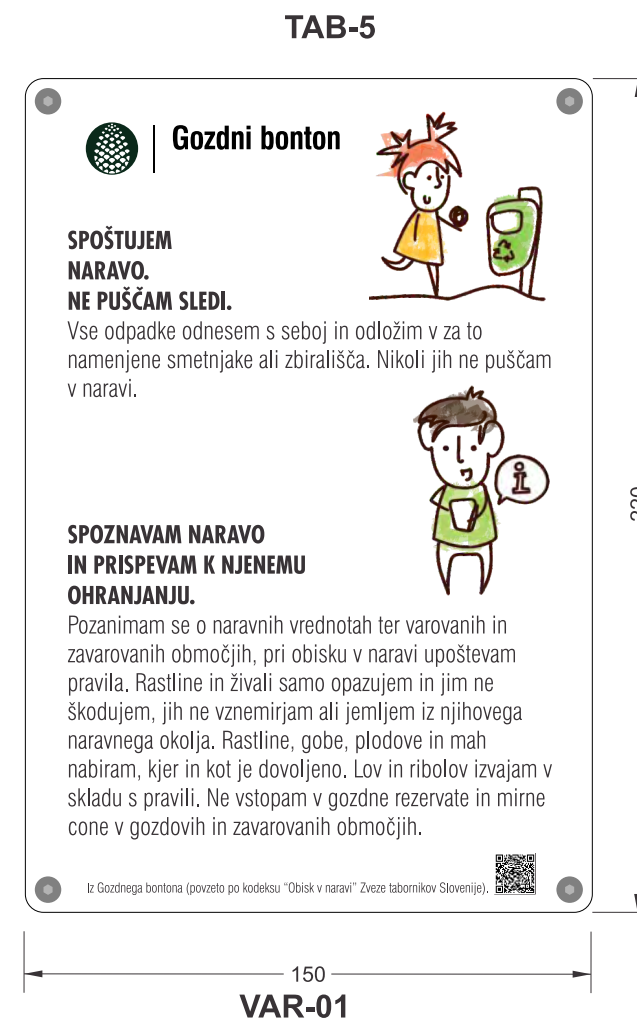 TAB-5
Gozdni bonton
SPOŠTUJEM
NARAVO.
NE PUŠČAM SLEDI.
Vse odpadke odnesem s seboj in odložim v za to
namenjene smetnjake ali zbirališča. Nikoli jih ne puščam
v naravi.
i
SPOZNAVAM NARAVO
IN PRISPEVAM K NJENEMU
OHRANJANJU.
Pozanimam se o naravnih vrednotah ter varovanih in
zavarovanih območjih, pri obisku v naravi upoštevam
pravila. Rastline in živali samo opazujem in jim ne
škodujem, jih ne vznemirjam ali jemljem iz njihovega
naravnega okolja. Rastline, gobe, plodove in mah
nabiram, kjer in kot je dovoljeno. Lov in ribolov izvajam v
skladu s pravili. Ne vstopam v gozdne rezervate in mirne
cone v gozdovih in zavarovanih območjih.
Iz Gozdnega bontona (povzeto po kodeksu “Obisk v naravi” Zveze tabornikov Slovenije).
150
VAR-01